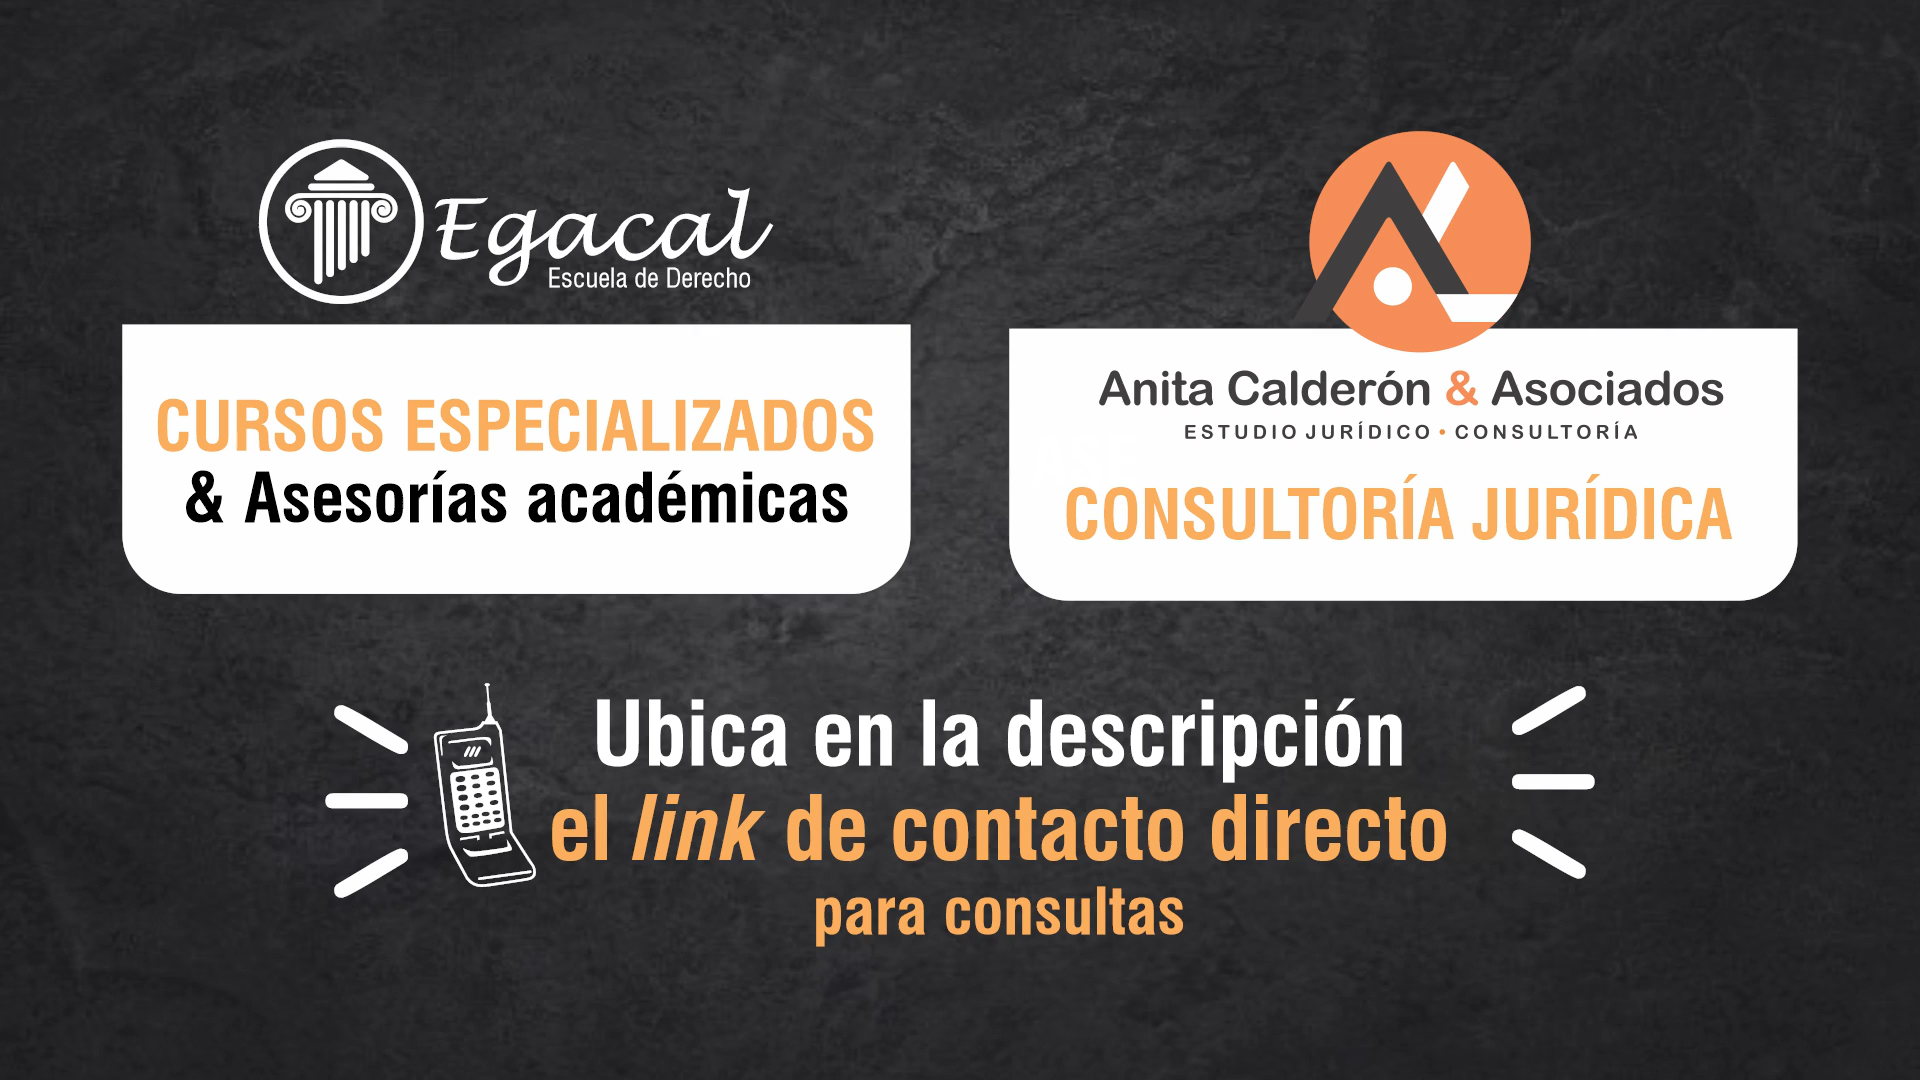 Egacal
Escuela de Derecho
CURSOS ESPECIALIZADOS
& Asesorías académicas
Anita Calderón & Asociados
ESTUDIO JURÍDICO • CONSULTORÍA
CONSULTORÍA JURÍDICA
Ubica en la descripción
el link de contacto directo
para consultas